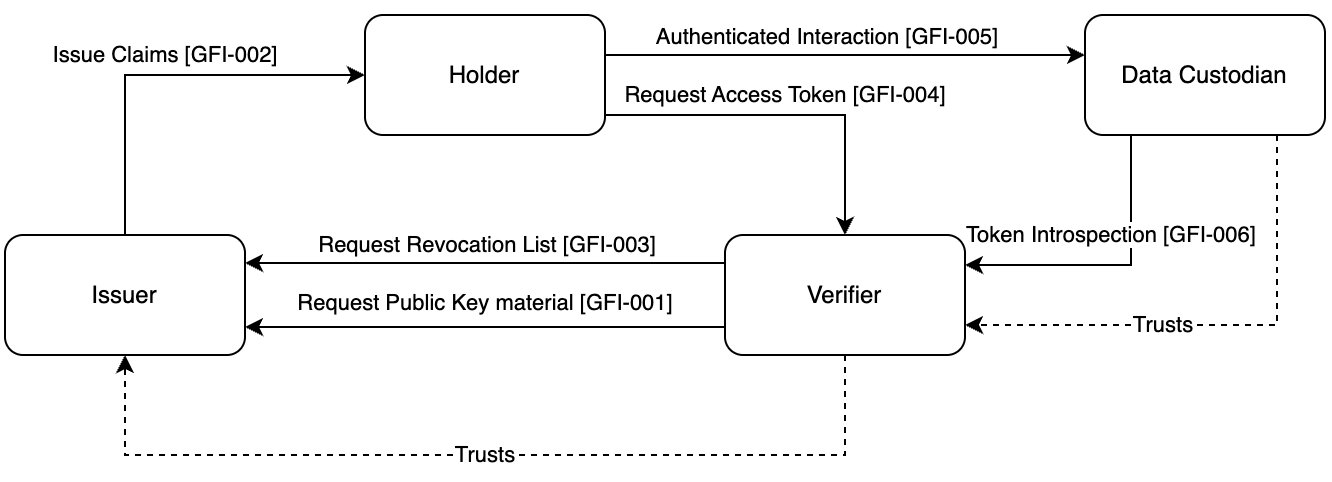 Issue Claims [GFI-002]
Holder
Authenticated Interaction [GFI-005]
Data Custodian
Request Access Token [GFI-004]
Request Revocation List [GFI-003]
Token Introspection [GFI-006]
Issuer
Request Public Key material [GFI-001]
Verifier
Trusts
Trusts